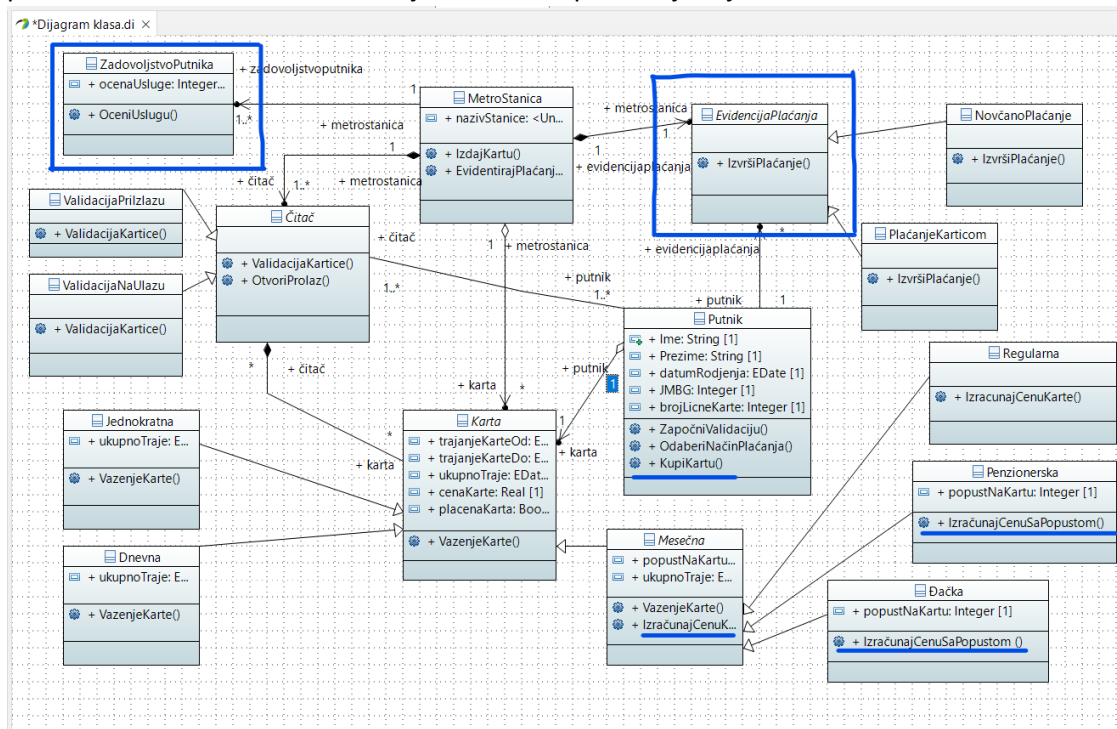 *Dijagram klasa.di
ZadovoljstvoPutnika
+ ocenaUsluge: Integer...
+ OceniUslugu()
+ zadovoljstvoputnika
1
1..*
MetroStanica
+ nazivStanice: <Un...
+ IzdajKartu()
+ EvidentirajPlaćanj...
+ metrostanica
1
+ metrostanica
1
1
+ evidencijaplaćanja
EvidencijaPlaćanja
+ IzvršiPlaćanje()
NovčanoPlaćanje
+ IzvršiPlaćanje()
PlaćanjeKarticom
+ IzvršiPlaćanje()
+ čitač
1..*
+ metrostanica
ValidacijaPriIzlazu
+ ValidacijaKartice()
ValidacijaNaUlazu
+ ValidacijaKartice()
Čitač
+ ValidacijaKartice()
+ OtvoriProlaz()
+ čitač
1..*
1
+ metrostanica
*
+ evidencijaplaćanja
+ putnik
1..*
+ putnik
1
Putnik
+ Ime: String [1]
+ Prezime: String [1]
+ datumRodjenja: EDate [1]
+ JMBG: Integer [1]
+ brojLicneKarte: Integer [1]
+ ZapočniValidaciju()
+ OdaberiNačinPlaćanja()
+ KupiKartu()
+ putnik
1
*
+ čitač
+ karta
*
1
+ karta
*
+ karta
Jednokratna
+ ukupnoTraje: E...
+ VazenjeKarte()
Dnevna
+ ukupnoTraje: E...
+ VazenjeKarte()
Karta
+ trajanjeKarteOd: E...
+ trajanjeKarteDo: E...
+ ukupnoTraje: EDat...
+ cenaKarte: Real [1]
+ placenaKarta: Boo...
+ VazenjeKarte()
Mesečna
+ popustNaKartu...
+ ukupnoTraje: E...
+ VazenjeKarte()
+ IzračunajCenuK...
Regularna
+ IzracunajCenuKarte()
Penzionerska
+ popustNaKartu: Integer [1]
+ IzračunajCenuSaPopustom()
Đačka
+ popustNaKartu: Integer [1]
+ IzračunajCenuSaPopustom ()